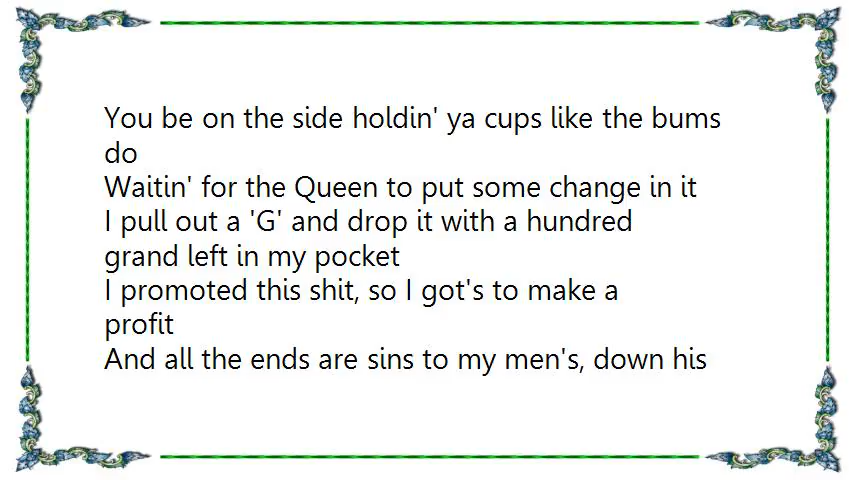 You be on the side holdin' ya cups like the bums
do
Waitin' for the Queen to put some change in it
I pull out a 'G' and drop it with a hundred
grand left in my pocket
I promoted this shit, so I got's to make a
profit
And all the ends are sins to my men's, down his